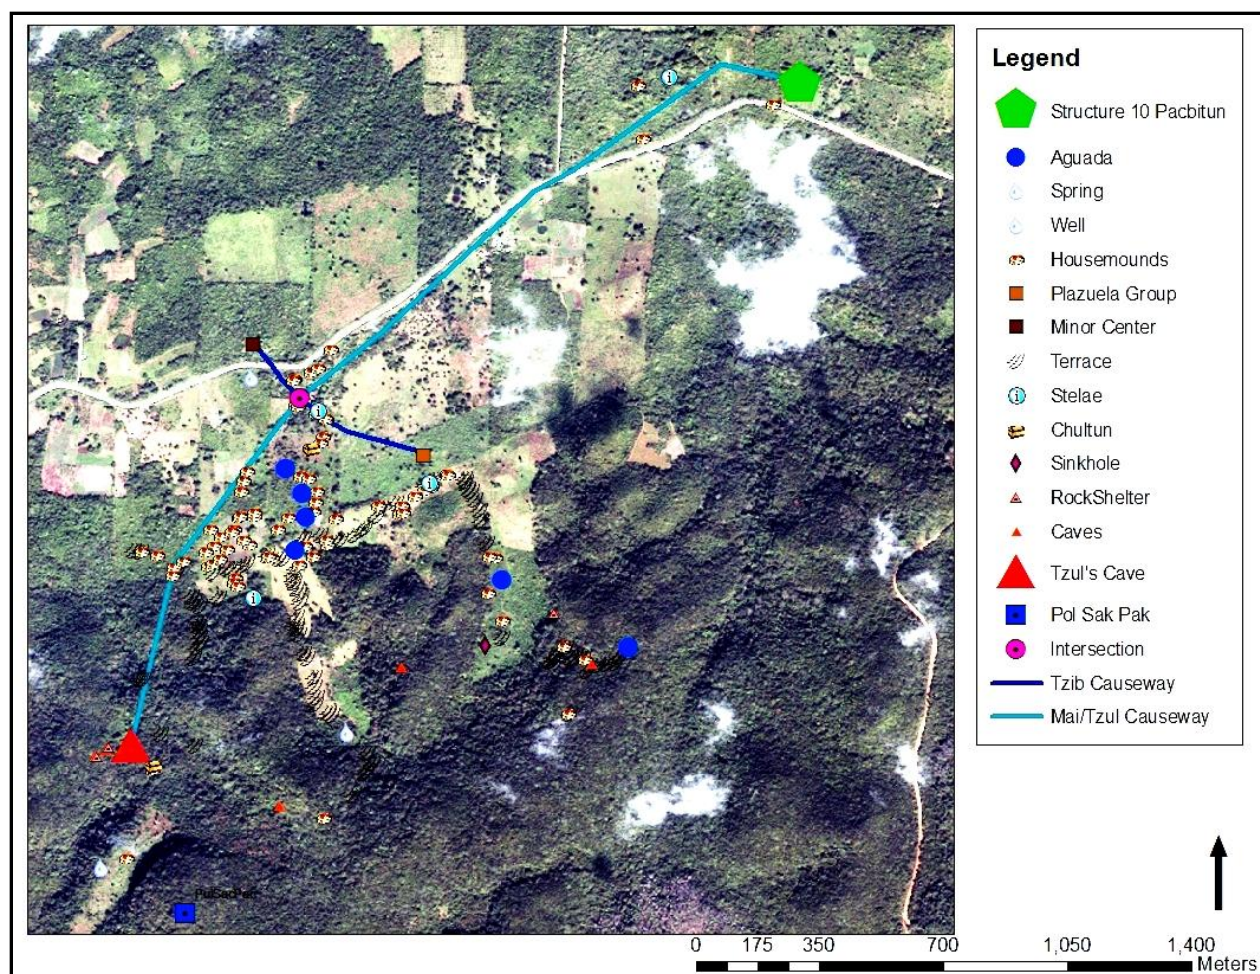 Legend
Structure 10 Pacbitun
Aguada
Spring
Well
Housemounds
Plazuela Group
Minor Center
Terrace
Stelae
Chultun
Sinkhole
RockShelter
Caves
Tzul's Cave
Pol Sak Pak
Intersection
Tzib Causeway
Mai/Tzul Causeway
0 175 350 700 1,050 1,400
Meters